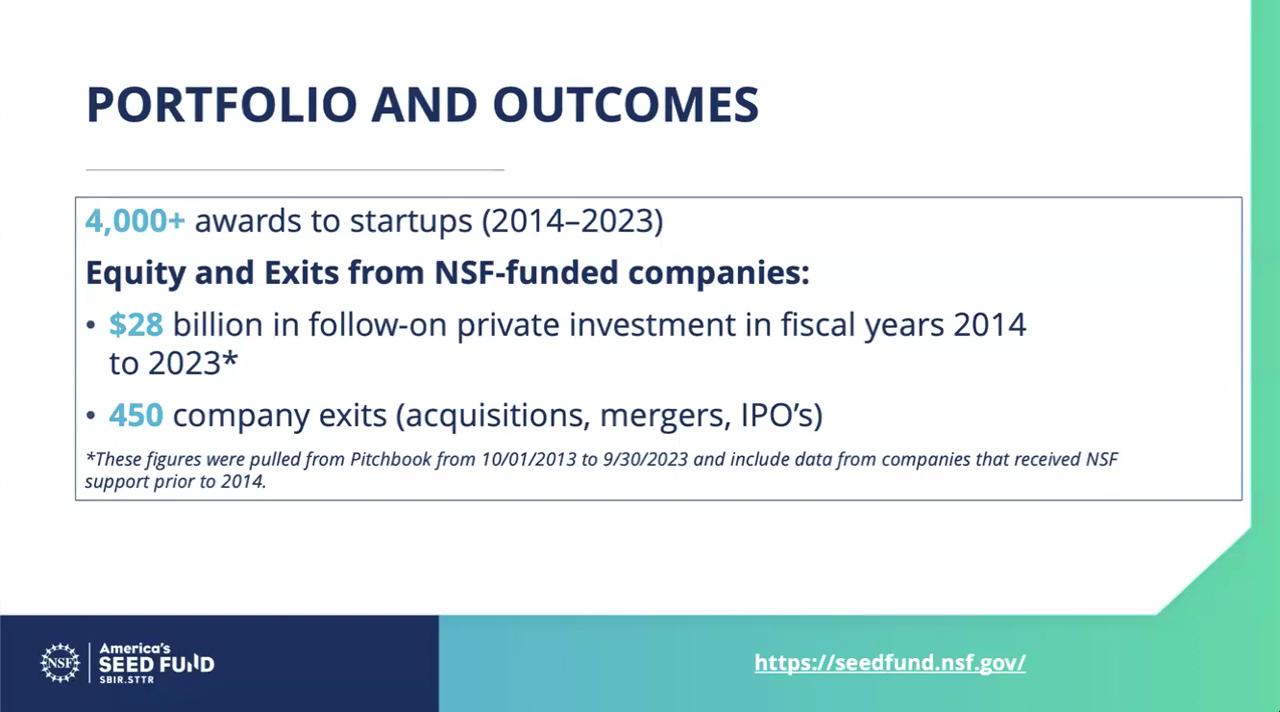 PORTFOLIO AND OUTCOMES
4,000+ awards to startups (2014–2023)
Equity and Exits from NSF-funded companies:
• $28 billion in follow-on private investment in fiscal years 2014
to 2023*
• 450 company exits (acquisitions, mergers, IPO’s)
*These figures were pulled from Pitchbook from 10/01/2013 to 9/30/2023 and include data from companies that received NSF
support prior to 2014.
NSF
America’s
SEED FUND
SBIR.STTR
https://seedfund.nsf.gov/